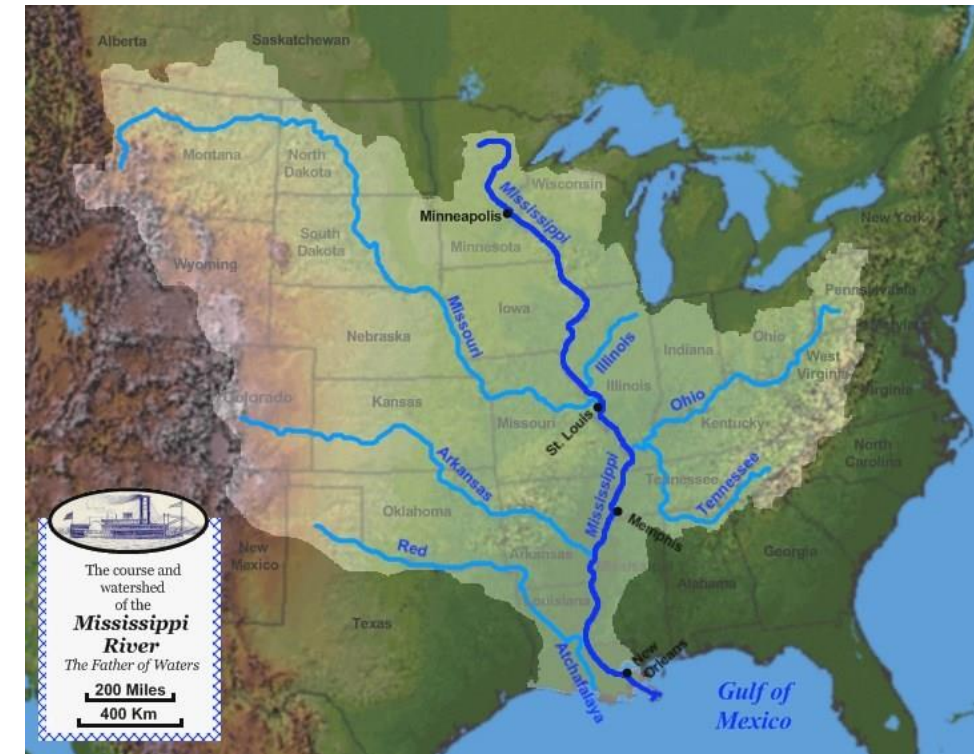 Alberta
Saskatchewan
Montana
North
Dakota
Wisconsin
Mississippi
Minneapolis
New York
South
Dakota
Minnesota
Wyoming
Pennsylvania
Missouri
Iowa
Nebraska
Illinois
Indiana
Ohio
West
Virginia
Virginia
Illinois
Colorado
Kansas
Ohio
Missouri
St. Louis
Kentucky
North
Carolina
Arkansas
Mississippi
Tennessee
Tennessee
Oklahoma
Memphis
Red
Arkansas
Georgia
New
Mexico
Alabama
Louisiana
Texas
New
Orleans
Atchafalaya
Gulf of
Mexico
The course and
watershed
of the
Mississippi
River
The Father of Waters
200 Miles
400 Km